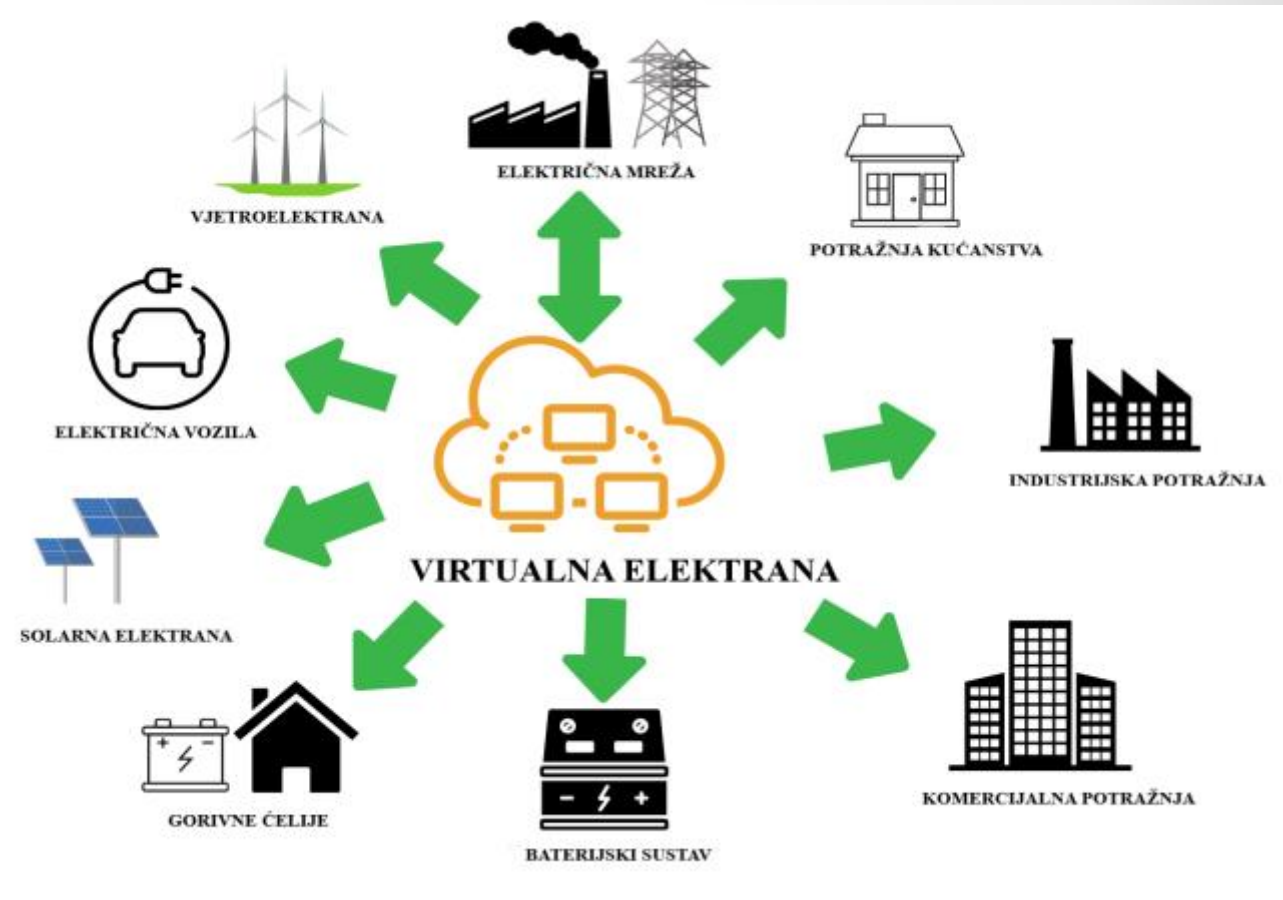 ELEKTRIČNA MREŽA
VJETROELEKTRANA
POTRAŽNJA KUĆANSTVA
ELEKTRIČNA VOZILA
INDUSTRIJSKA POTRAŽNJA
VIRTUALNA ELEKTRANA
SOLARNA ELEKTRANA
KOMERCIJALNA POTRAŽNJA
GORIVNE ĆELIJE
BATERIJSKI SUSTAV